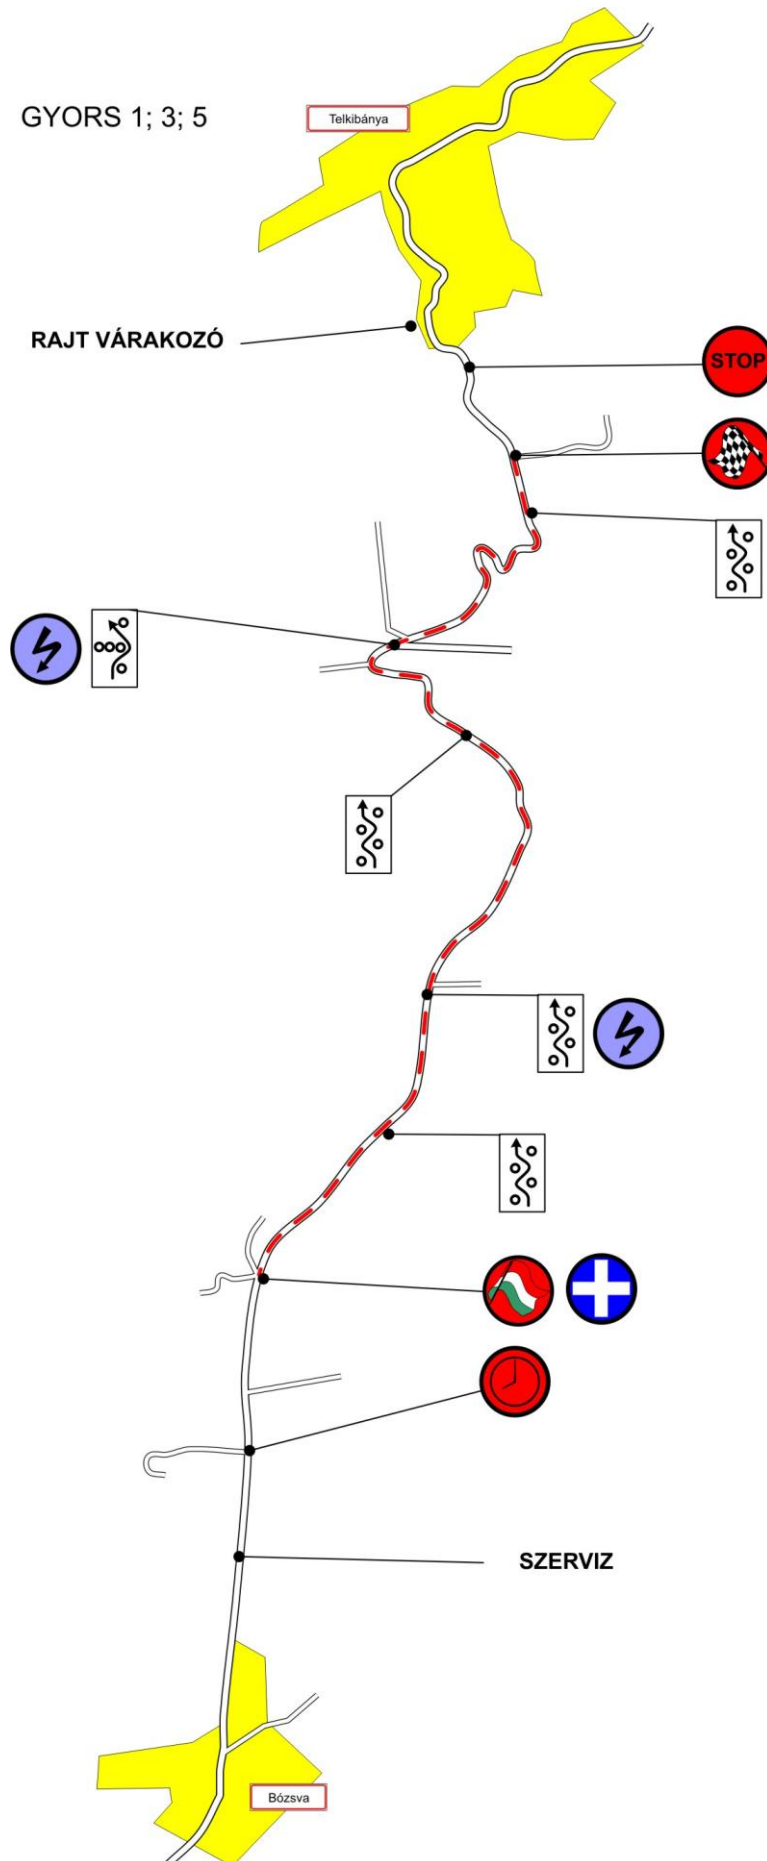 GYORS 1; 3; 5
Telkibánya
RAJT VÁRAKOZÓ
STOP
SZERVIZ
Bózsva